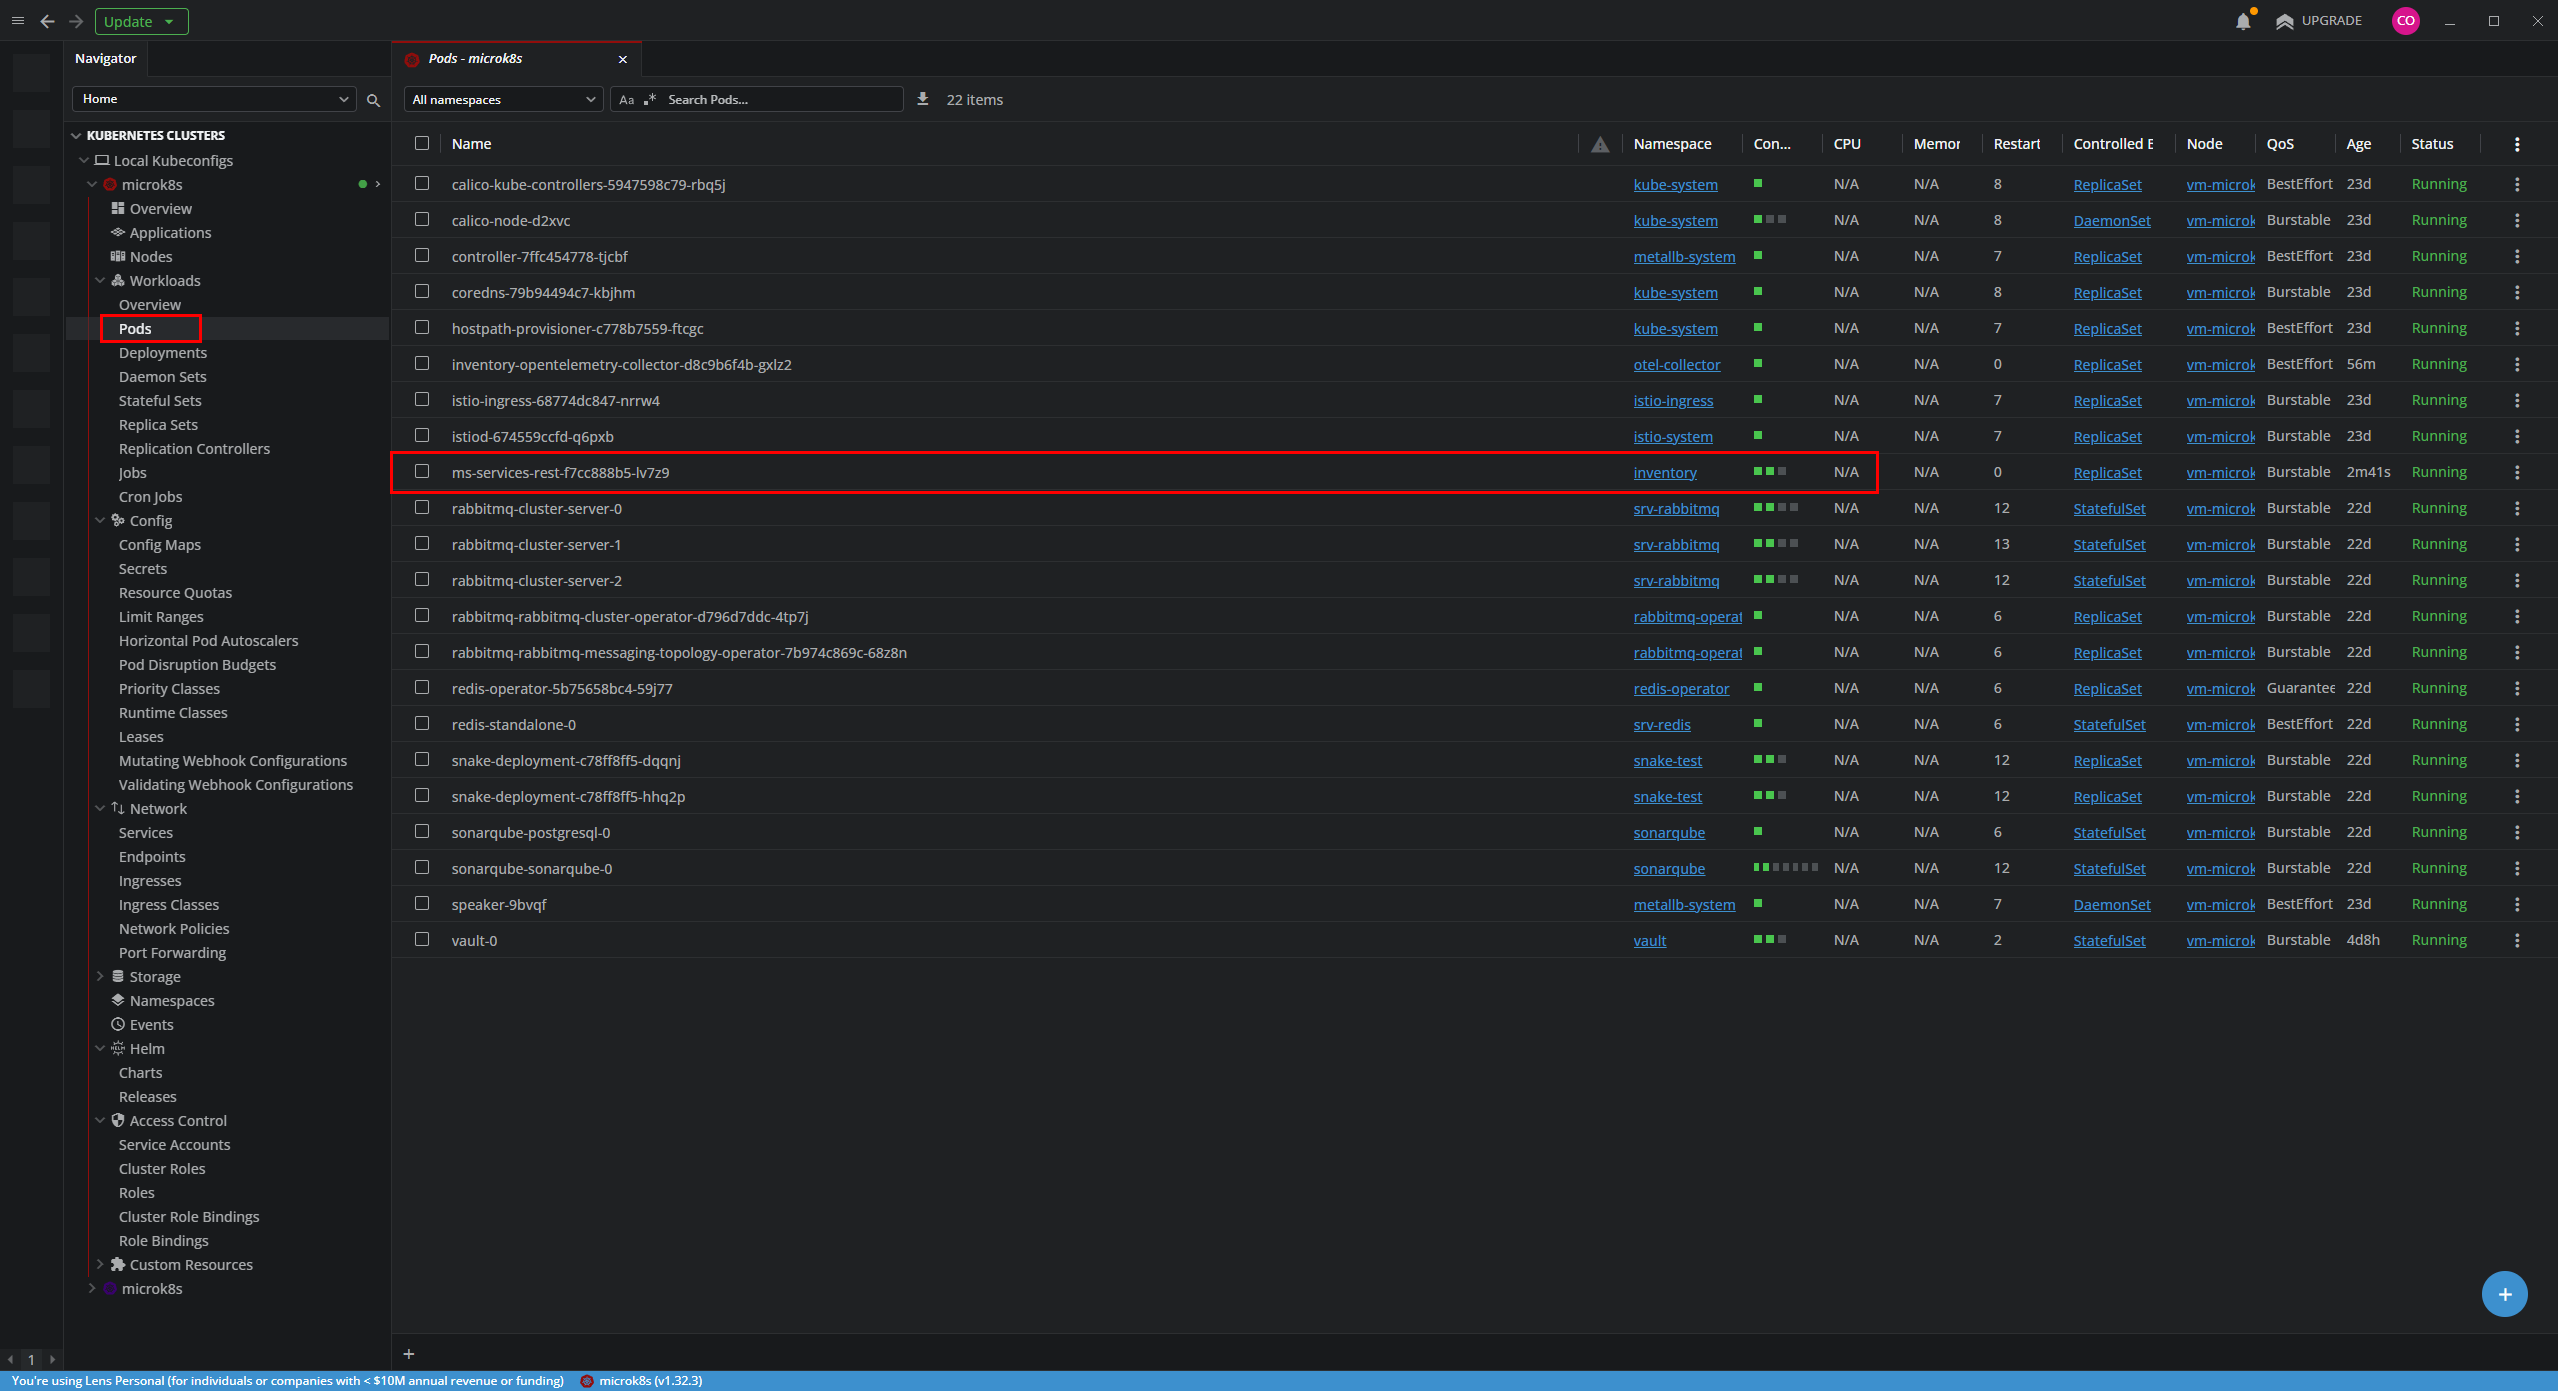 Update
UPGRADE
CO
Navigator
Pods - microk8s
Home
All namespaces
Aa .* Search Pods...
22 items
KUBERNETES CLUSTERS
Local Kubeconfigs
microk8s
Overview
Applications
Nodes
Workloads
Overview
Pods
Deployments
Daemon Sets
Stateful Sets
Replica Sets
Replication Controllers
Jobs
Cron Jobs
Config
Config Maps
Secrets
Resource Quotas
Limit Ranges
Horizontal Pod Autoscalers
Pod Disruption Budgets
Priority Classes
Runtime Classes
Leases
Mutating Webhook Configurations
Validating Webhook Configurations
Network
Services
Endpoints
Ingresses
Ingress Classes
Network Policies
Port Forwarding
Storage
Namespaces
Events
HELM Helm
Charts
Releases
Access Control
Service Accounts
Cluster Roles
Roles
Cluster Role Bindings
Role Bindings
Custom Resources
microk8s
Name Namespace Con... CPU Memor Restart Controlled E Node QoS Age Status
calico-kube-controllers-5947598c79-rbq5j kube-system N/A N/A 8 ReplicaSet vm-microk BestEffort 23d Running
calico-node-d2xvc kube-system N/A N/A 8 DaemonSet vm-microk Burstable 23d Running
controller-7ffc454778-tjcbf metallb-system N/A N/A 7 ReplicaSet vm-microk BestEffort 23d Running
coredns-79b94494c7-kbjhm kube-system N/A N/A 8 ReplicaSet vm-microk Burstable 23d Running
hostpath-provisioner-c778b7559-ftcgc kube-system N/A N/A 7 ReplicaSet vm-microk BestEffort 23d Running
inventory-opentelemetry-collector-d8c9b6f4b-gxlz2 otel-collector N/A N/A 0 ReplicaSet vm-microk BestEffort 56m Running
istio-ingress-68774dc847-nrrw4 istio-ingress N/A N/A 7 ReplicaSet vm-microk Burstable 23d Running
istiod-674559ccfd-q6pxb istio-system N/A N/A 7 ReplicaSet vm-microk Burstable 23d Running
ms-services-rest-f7cc888b5-lv7z9 inventory N/A N/A 0 ReplicaSet vm-microk Burstable 2m41s Running
rabbitmq-cluster-server-0 srv-rabbitmq N/A N/A 12 StatefulSet vm-microk Burstable 22d Running
rabbitmq-cluster-server-1 srv-rabbitmq N/A N/A 13 StatefulSet vm-microk Burstable 22d Running
rabbitmq-cluster-server-2 srv-rabbitmq N/A N/A 12 StatefulSet vm-microk Burstable 22d Running
rabbitmq-rabbitmq-cluster-operator-d796d7ddc-4tp7j rabbitmq-operat N/A N/A 6 ReplicaSet vm-microk Burstable 22d Running
rabbitmq-rabbitmq-messaging-topology-operator-7b974c869c-68z8n rabbitmq-operat N/A N/A 6 ReplicaSet vm-microk Burstable 22d Running
redis-operator-5b75658bc4-59j77 redis-operator N/A N/A 6 ReplicaSet vm-microk Guarantee 22d Running
redis-standalone-0 srv-redis N/A N/A 6 StatefulSet vm-microk BestEffort 22d Running
snake-deployment-c78ff8ff5-dqqnj snake-test N/A N/A 12 ReplicaSet vm-microk Burstable 22d Running
snake-deployment-c78ff8ff5-hhq2p snake-test N/A N/A 12 ReplicaSet vm-microk Burstable 22d Running
sonarqube-postgresql-0 sonarqube N/A N/A 6 StatefulSet vm-microk Burstable 22d Running
sonarqube-sonarqube-0 sonarqube N/A N/A 12 StatefulSet vm-microk Burstable 22d Running
speaker-9bvqf metallb-system N/A N/A 7 DaemonSet vm-microk BestEffort 23d Running
vault-0 vault N/A N/A 2 StatefulSet vm-microk Burstable 4d8h Running
1
You're using Lens Personal (for individuals or companies with < $10M annual revenue or funding) microk8s (v1.32.3)